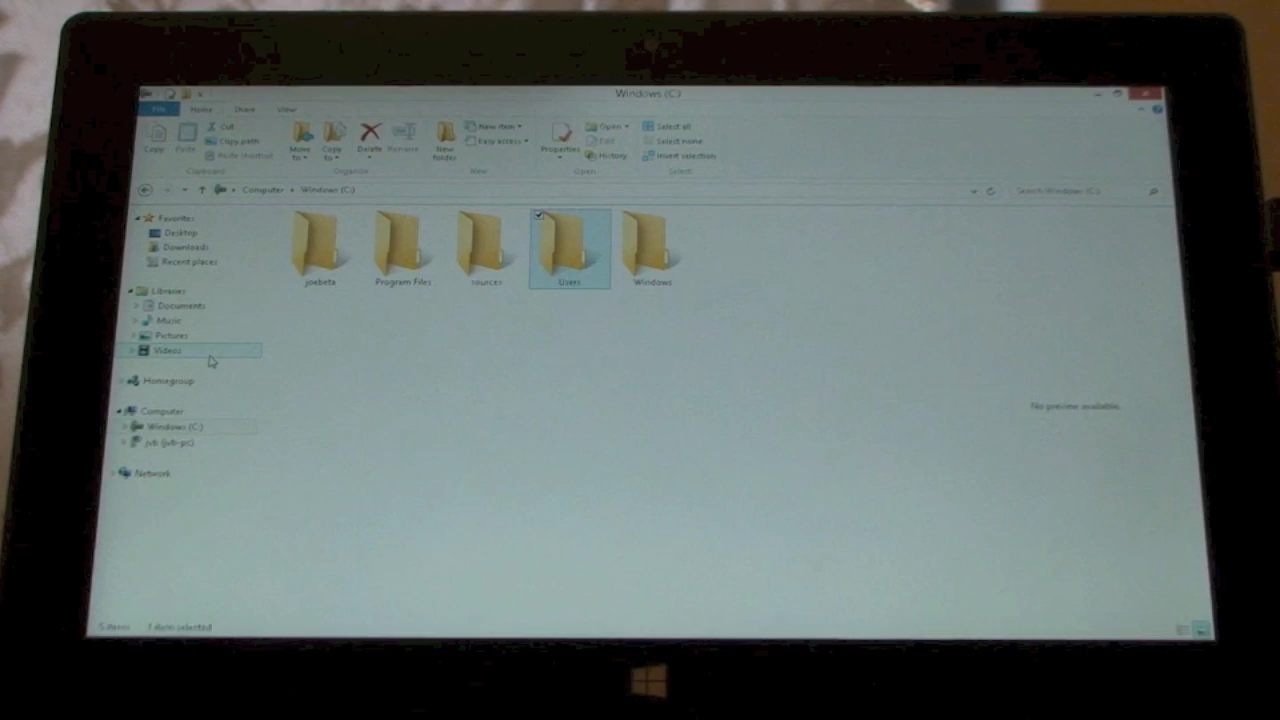 Windows (C:)
File Home Share View
Copy
Paste
Cut
Copy path
Paste shortcut
Clipboard
Move to
Copy to
Delete
Rename
Organize
New folder
New item
Easy access
New
Properties
Open
Edit
History
Open
Select all
Select none
Invert selection
Select
Computer Windows (C:)
Search Windows (C:)
Favorites
Desktop
Downloads
Recent places
Libraries
Documents
Music
Pictures
Videos
Homegroup
Computer
Windows (C:)
jvb (jvb-pc)
Network
joebeta
Program Files
sources
Users
Windows
No preview available.
5 items 1 item selected